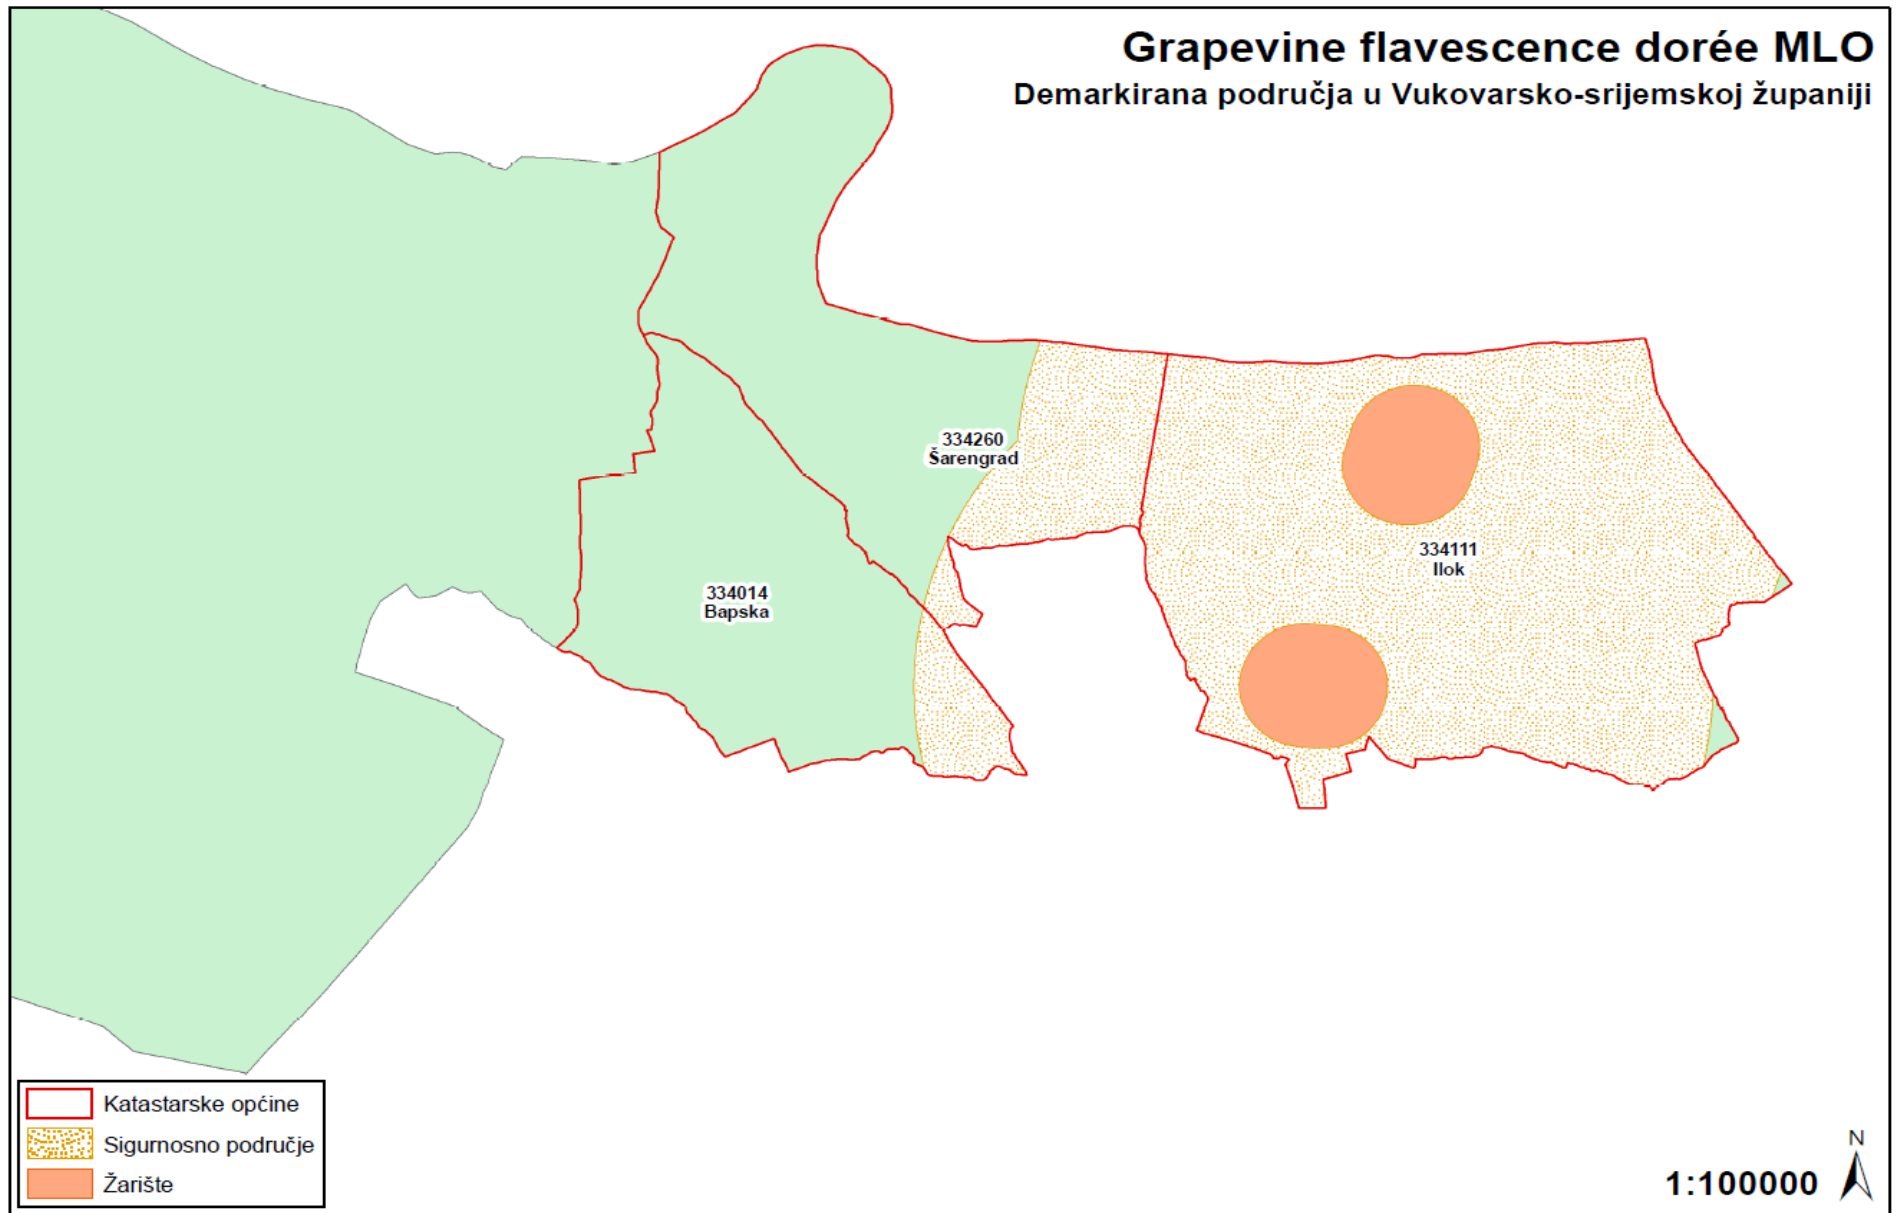 Grapevine flavescence dorée MLO
Demarkirana područja u Vukovarsko-srijemskoj županiji
334260
Šarengrad
334111
Ilok
334014
Bapska
Katastarske općine
Sigurnosno područje
Žarište
N
1:100000